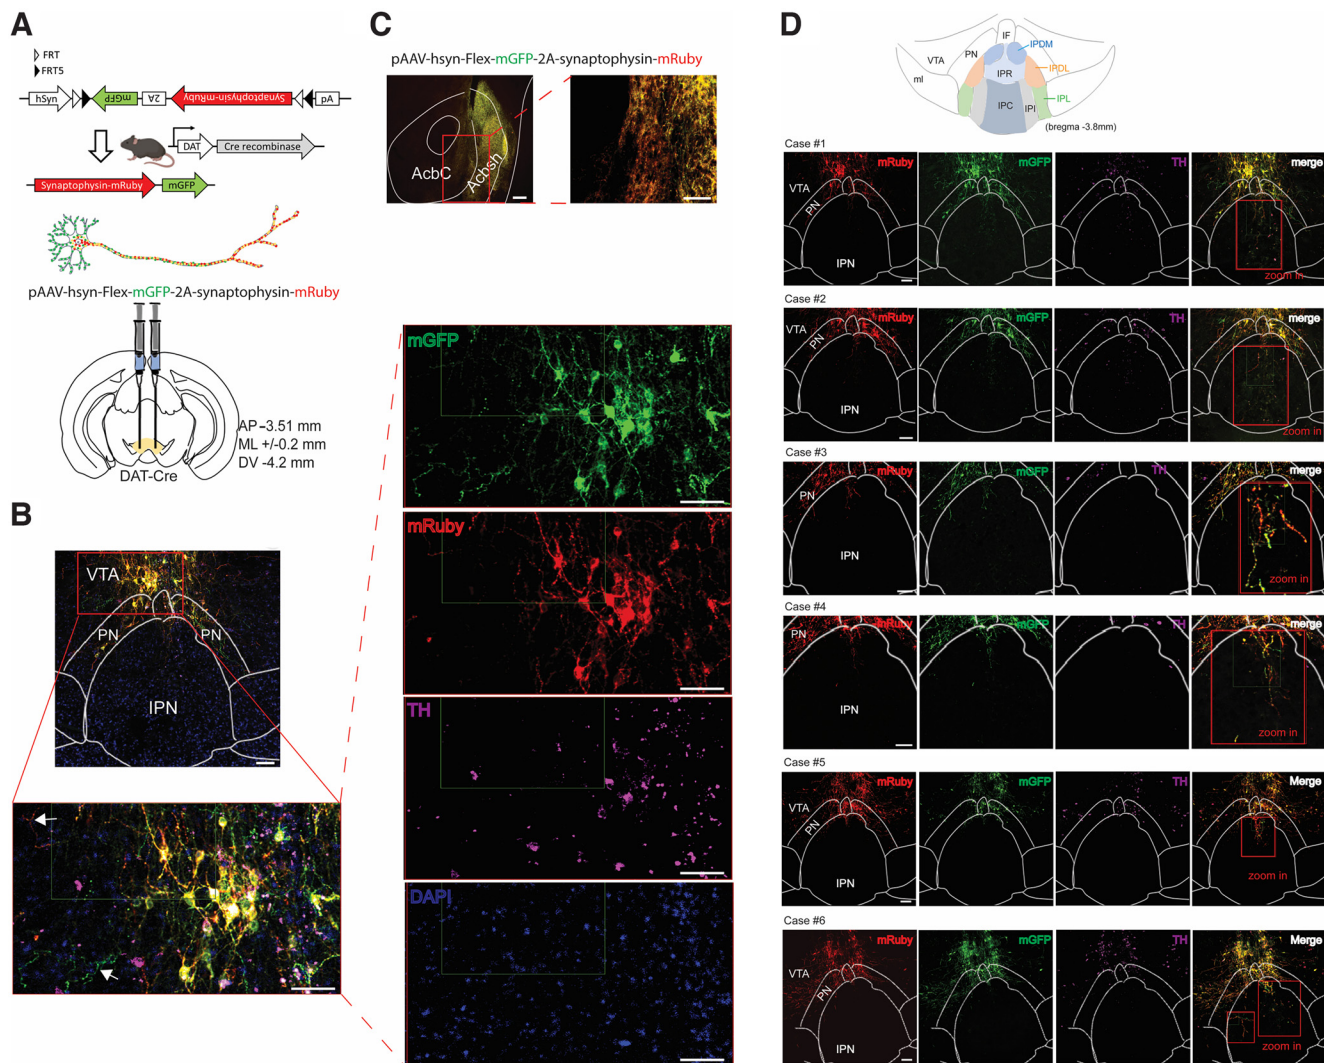 A
FRT
FRT5
hSyn
mGFP
2A
Synaptophysin-mRuby
pA
DAT
Cre recombinase
Synaptophysin-mRuby
mGFP
pAAV-hsyn-Flex-mGFP-2A-synaptophysin-mRuby
AP -3.51 mm
ML +/-0.2 mm
DV -4.2 mm
DAT-Cre
B
VTA
PN
PN
IPN
C
pAAV-hsyn-Flex-mGFP-2A-synaptophysin-mRuby
AcbC
Acbsh
mGFP
mRuby
TH
DAPI
D
IF
PN
IPDM
VTA
IPDL
ml
IPR
IPL
IPC
IPI
(bregma -3.8mm)
Case #1
mRuby
mGFP
TH
merge
VTA
PN
IPN
zoom in
Case #2
mRuby
mGFP
TH
merge
VTA
PN
IPN
zoom in
Case #3
mRuby
mGFP
TH
merge
PN
IPN
zoom in
Case #4
mRuby
mGFP
TH
merge
PN
IPN
zoom in
Case #5
mRuby
mGFP
TH
Merge
VTA
PN
IPN
zoom in
Case #6
mRuby
mGFP
TH
Merge
VTA
PN
IPN
zoom in